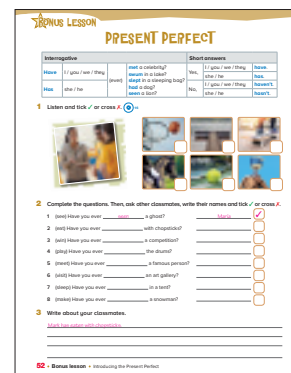 BONUS LESSON
PRESENT PERFECT
Interrogative Short answers
Have I / you / we / they (ever) met a celebrity? Yes, I / you / we / they have.
swum in a lake? she / he has.
slept in a sleeping bag?
Has she / he had a dog? No, I / you / we / they haven't.
seen a lion? she / he hasn't.
1 Listen and tick ✓ or cross ✗.
2 Complete the questions. Then, ask other classmates, write their names and tick ✓ or cross ✗.
1 (see) Have you ever seen a ghost? Maria ✓
2 (eat) Have you ever with chopsticks?
3 (win) Have you ever a competition?
4 (play) Have you ever the drums?
5 (meet) Have you ever a famous person?
6 (visit) Have you ever an art gallery?
7 (sleep) Have you ever in a tent?
8 (make) Have you ever a snowman?
3 Write about your classmates.
Mark has eaten with chopsticks.
52 • Bonus lesson • Introducing the Present Perfect